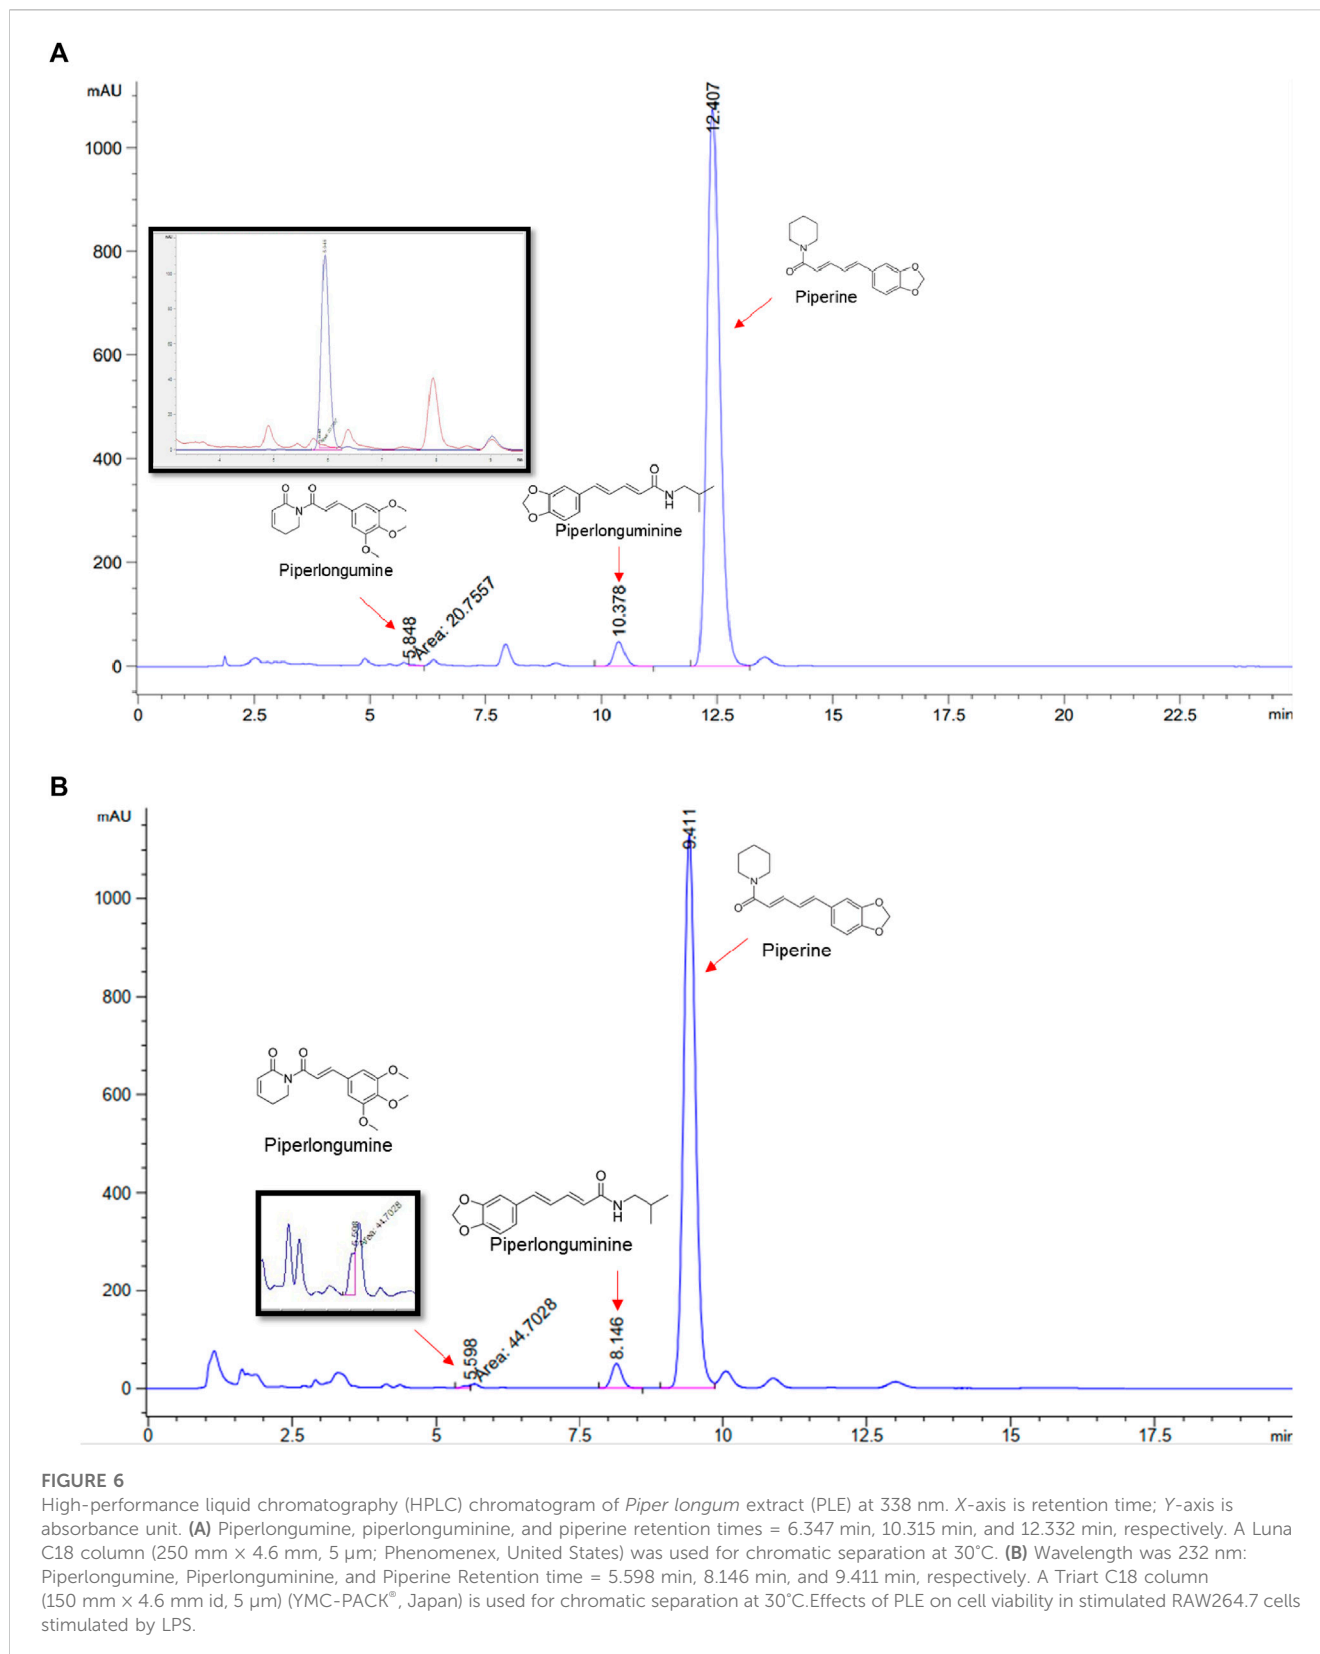 A
mAU
12.407
1000
800
600
400
200
0
Piperine
Piperlonguminine
Piperlongumine
10.378
5.848
Area: 20.7557
0 2.5 5 7.5 10 12.5 15 17.5 20 22.5 min
B
mAU
9.411
1000
800
600
400
200
0
Piperine
Piperlongumine
Piperlonguminine
5.598
Area: 44.7028
8.146
5.598
Area: 44.7028
0 2.5 5 7.5 10 12.5 15 17.5 min
FIGURE 6
High-performance liquid chromatography (HPLC) chromatogram of Piper longum extract (PLE) at 338 nm. X-axis is retention time; Y-axis is
absorbance unit. (A) Piperlongumine, piperlonguminine, and piperine retention times = 6.347 min, 10.315 min, and 12.332 min, respectively. A Luna
C18 column (250 mm × 4.6 mm, 5 μm; Phenomenex, United States) was used for chromatic separation at 30°C. (B) Wavelength was 232 nm:
Piperlongumine, Piperlonguminine, and Piperine Retention time = 5.598 min, 8.146 min, and 9.411 min, respectively. A Triart C18 column
(150 mm × 4.6 mm id, 5 μm) (YMC-PACK®, Japan) is used for chromatic separation at 30°C.Effects of PLE on cell viability in stimulated RAW264.7 cells
stimulated by LPS.